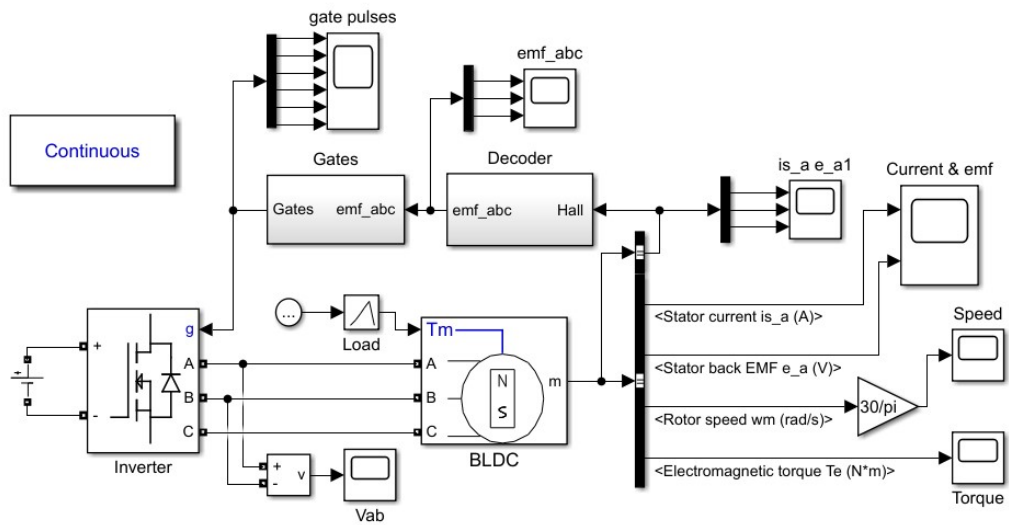 gate pulses
emf_abc
Continuous
Gates
Decoder
is_a e_a1
Current & emf
Gates emf_abc
emf_abc Hall
...
Load
<Stator current is_a (A)>
Speed
g
Tm
+
A
A
N
S
m
<Stator back EMF e_a (V)>
B
B
30/pi
-
C
C
<Rotor speed wm (rad/s)>
Inverter
BLDC
+
-
v
<Electromagnetic torque Te (N*m)>
Vab
Torque